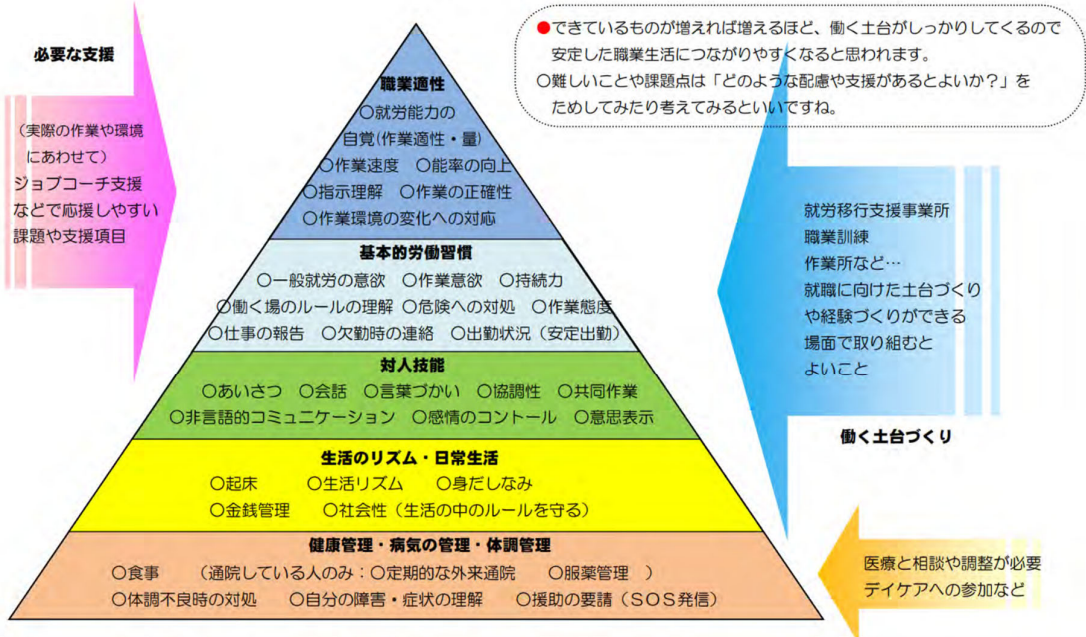 必要な支援
（実際の作業や環境
にあわせて）
ジョブコーチ支援
などで応援しやすい
課題や支援項目
●できているものが増えれば増えるほど、働く土台がしっかりしてくるので
安定した職業生活につながりやすくなると思われます。
○難しいことや課題点は「どのような配慮や支援があるとよいか？」を
ためしてみたり考えてみるといいですね。
職業適性
○就労能力の
自覚(作業適性・量)
○作業速度 ○能率の向上
○指示理解 ○作業の正確性
○作業環境の変化への対応
基本的労働習慣
○一般就労の意欲 ○作業意欲 ○持続力
○働く場のルールの理解 ○危険への対処 ○作業態度
○仕事の報告 ○欠勤時の連絡 ○出勤状況（安定出勤）
対人技能
○あいさつ ○会話 ○言葉づかい ○協調性 ○共同作業
○非言語的コミュニケーション ○感情のコントール ○意思表示
生活のリズム・日常生活
○起床 ○生活リズム ○身だしなみ
○金銭管理 ○社会性（生活の中のルールを守る）
健康管理・病気の管理・体調管理
○食事 （通院している人のみ：○定期的な外来通院 ○服薬管理 ）
○体調不良時の対処 ○自分の障害・症状の理解 ○援助の要請（ＳＯＳ発信）
就労移行支援事業所
職業訓練
作業所など…
就職に向けた土台づくり
や経験づくりができる
場面で取り組むと
よいこと
働く土台づくり
医療と相談や調整が必要
デイケアへの参加など